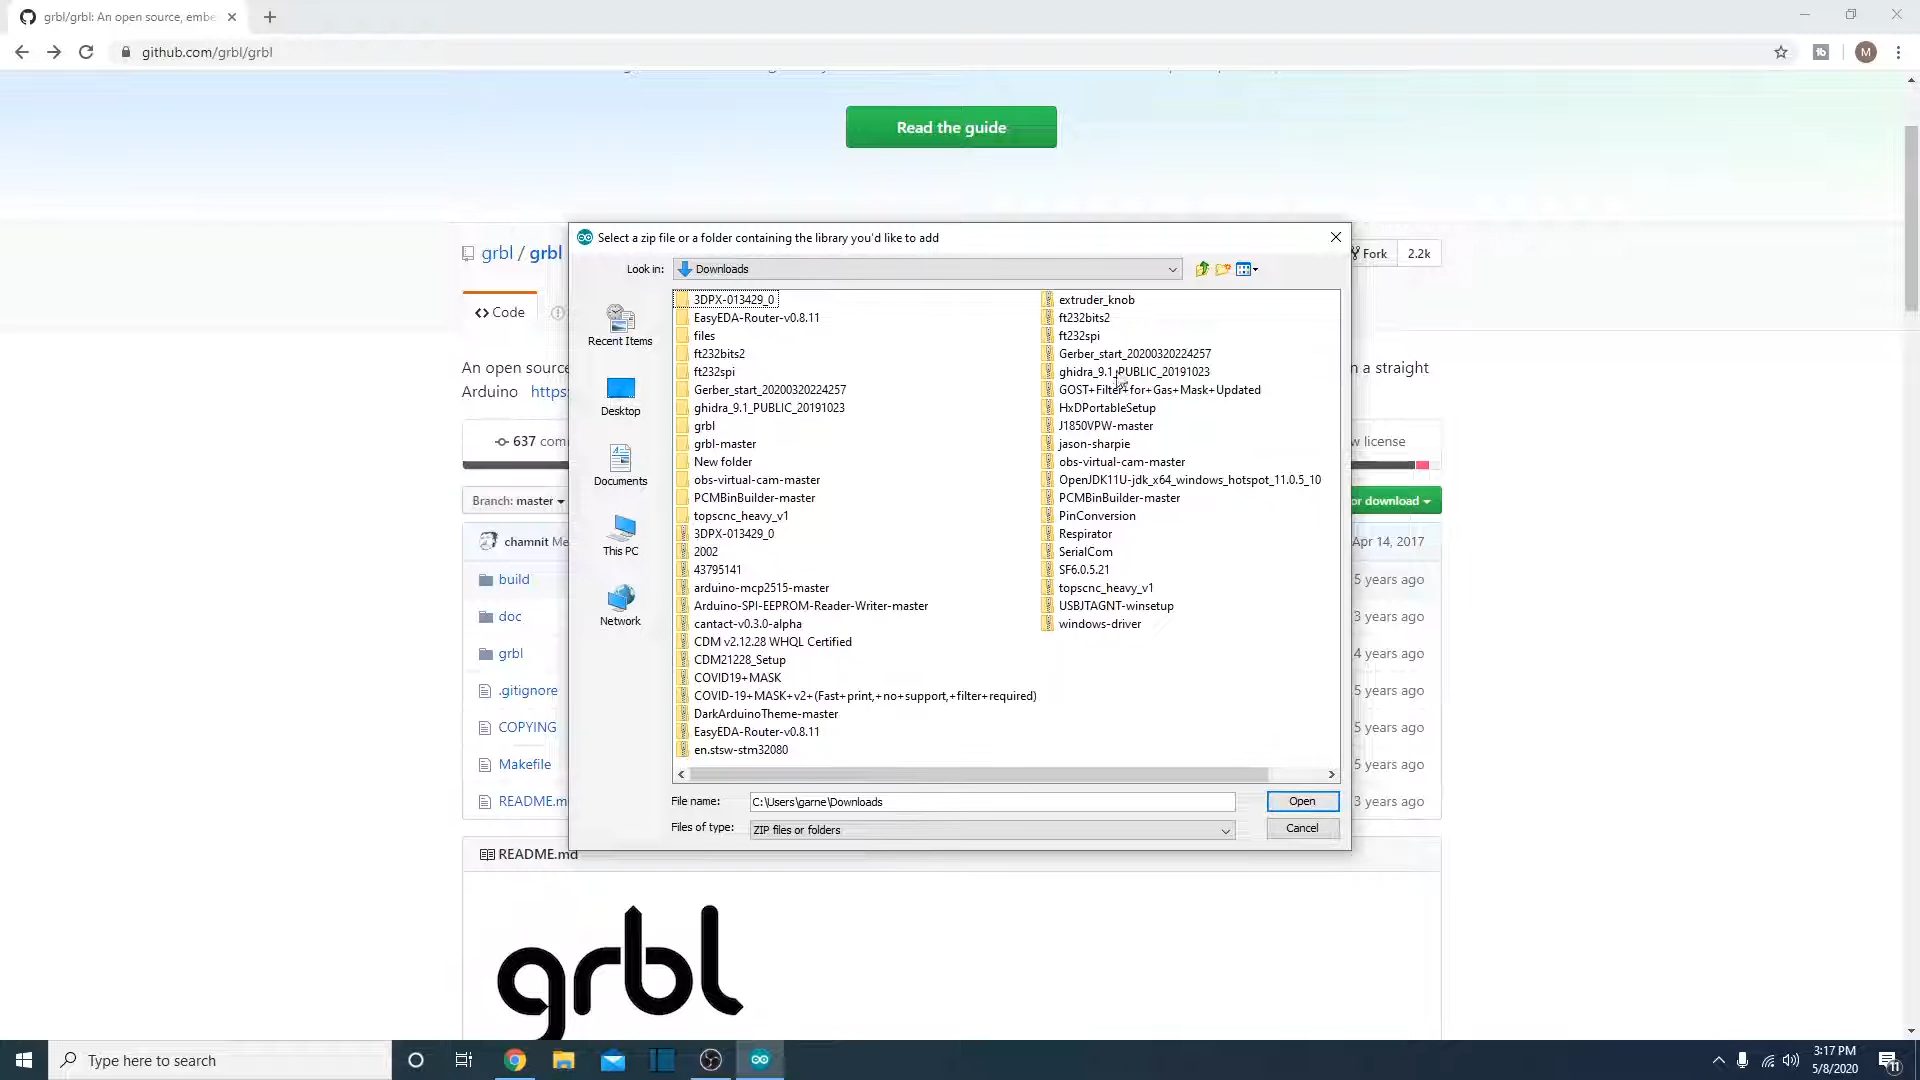 grbl/grbl: An open source, embe
github.com/grbl/grbl
M
Read the guide
grbl / grbl
Fork 2.2k
Code
An open source
n a straight
Arduino https
637 com
w license
Branch: master
or download
chamnit Me
Apr 14, 2017
build
5 years ago
doc
3 years ago
grbl
4 years ago
.gitignore
5 years ago
COPYING
5 years ago
Makefile
5 years ago
README.m
3 years ago
README.md
grbl
Select a zip file or a folder containing the library you'd like to add
Look in: Downloads
Recent Items
Desktop
Documents
This PC
Network
3DPX-013429_0
EasyEDA-Router-v0.8.11
files
ft232bits2
ft232spi
Gerber_start_20200320224257
ghidra_9.1_PUBLIC_20191023
grbl
grbl-master
New folder
obs-virtual-cam-master
PCMBinBuilder-master
topscnc_heavy_v1
3DPX-013429_0
2002
43795141
arduino-mcp2515-master
Arduino-SPI-EEPROM-Reader-Writer-master
cantact-v0.3.0-alpha
CDM v2.12.28 WHQL Certified
CDM21228_Setup
COVID19+MASK
COVID-19+MASK+v2+(Fast+print,+no+support,+filter+required)
DarkArduinoTheme-master
EasyEDA-Router-v0.8.11
en.stsw-stm32080
extruder_knob
ft232bits2
ft232spi
Gerber_start_20200320224257
ghidra_9.1_PUBLIC_20191023
GOST+Filter+for+Gas+Mask+Updated
HxDPortableSetup
J1850VPW-master
jason-sharpie
obs-virtual-cam-master
OpenJDK11U-jdk_x64_windows_hotspot_11.0.5_10
PCMBinBuilder-master
PinConversion
Respirator
SerialCom
SF6.0.5.21
topscnc_heavy_v1
USBJTAGNT-winsetup
windows-driver
File name: C:\Users\garne\Downloads
Open
Files of type: ZIP files or folders
Cancel
Type here to search
3:17 PM
5/8/2020
11